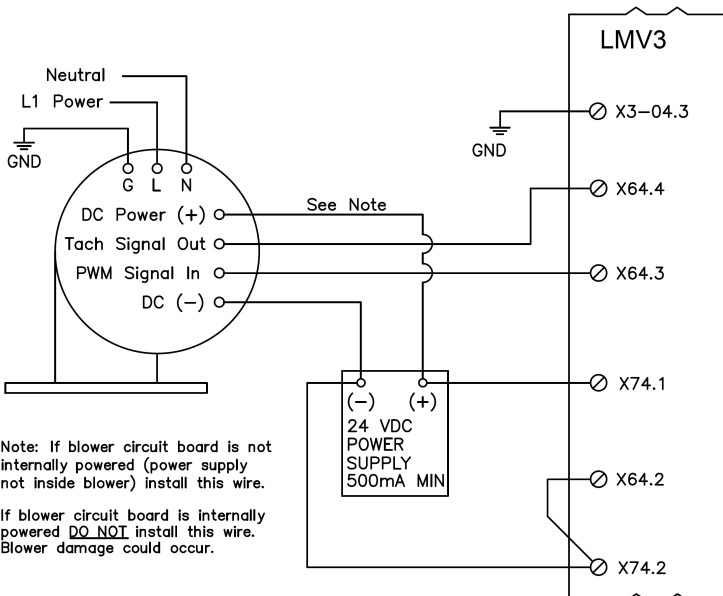 LMV3
Neutral
L1 Power
GND
G L N
X3-04.3
GND
X64.4
See Note
DC Power (+)
Tach Signal Out
PWM Signal In
DC (-)
X64.3
X74.1
(-) (+)
24 VDC
POWER
SUPPLY
500mA MIN
Note: If blower circuit board is not
internally powered (power supply
not inside blower) install this wire.
If blower circuit board is internally
powered DO NOT install this wire.
Blower damage could occur.
X64.2
X74.2